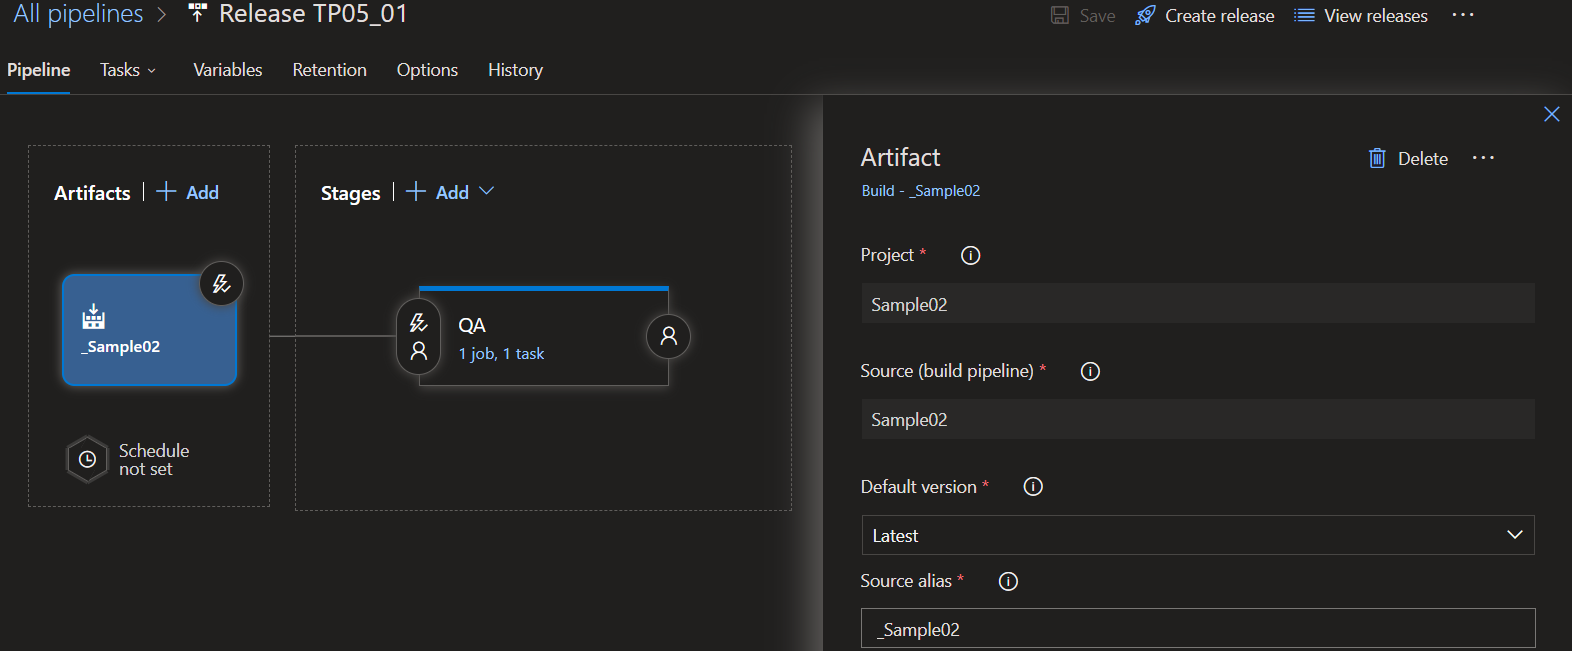 All pipelines > Release TP05_01
Save Create release View releases ...
Pipeline Tasks Variables Retention Options History
Artifacts | + Add
Stages | + Add
_Sample02
QA
1 job, 1 task
Schedule
not set
Artifact
Delete ...
Build - _Sample02
Project *
Sample02
Source (build pipeline) *
Sample02
Default version *
Latest
Source alias *
_Sample02